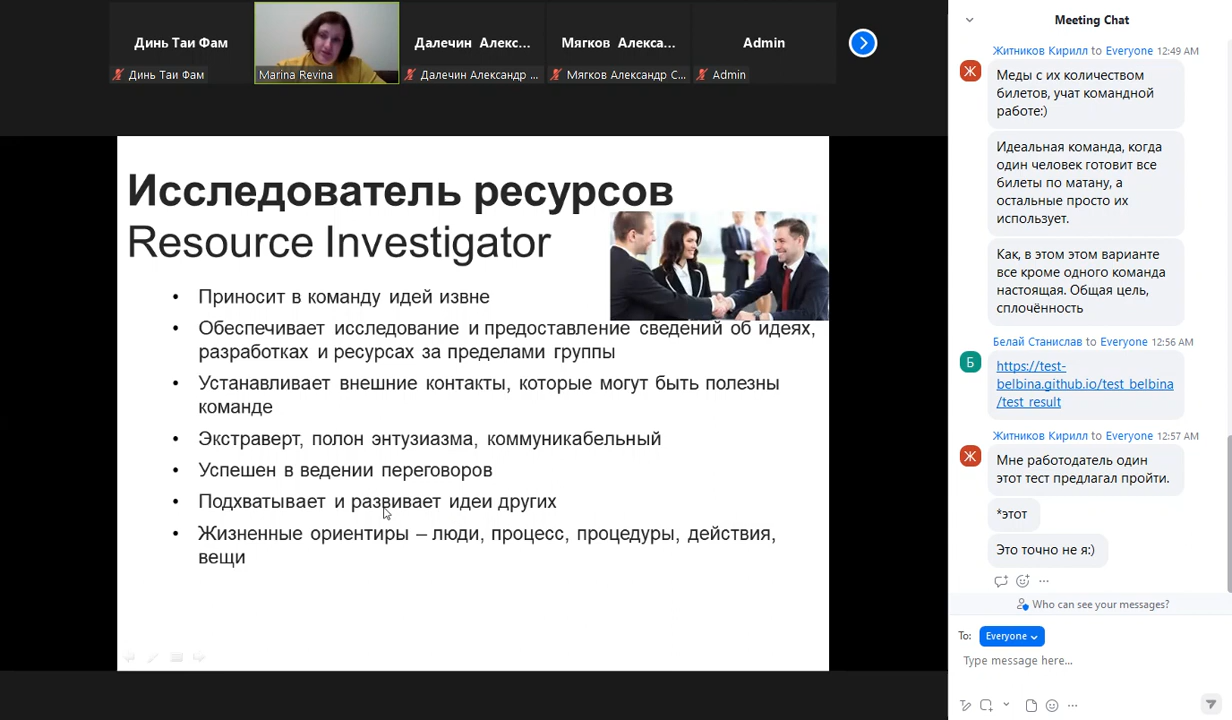 Динь Таи Фам
Далечин Алекс...
Мягков Алекса...
Admin
Динь Таи Фам
Marina Revina
Далечин Александр ...
Мягков Александр С...
Admin
Исследователь ресурсов
Resource Investigator
• Приносит в команду идей извне
• Обеспечивает исследование и предоставление сведений об идеях,
разработках и ресурсах за пределами группы
• Устанавливает внешние контакты, которые могут быть полезны
команде
• Экстраверт, полон энтузиазма, коммуникабельный
• Успешен в ведении переговоров
• Подхватывает и развивает идеи других
• Жизненные ориентиры – люди, процесс, процедуры, действия,
вещи
Meeting Chat
Житников Кирилл to Everyone 12:49 AM
Ж
Меды с их количеством
билетов, учат командной
работе:)
Идеальная команда, когда
один человек готовит все
билеты по матану, а
остальные просто их
использует.
Как, в этом этом варианте
все кроме одного команда
настоящая. Общая цель,
сплочённость
Белай Станислав to Everyone 12:56 AM
Б
https://test-
belbina.github.io/test_belbina
/test_result
Житников Кирилл to Everyone 12:57 AM
Ж
Мне работодатель один
этот тест предлагал пройти.
*этот
Это точно не я:)
Who can see your messages?
To: Everyone
Type message here...